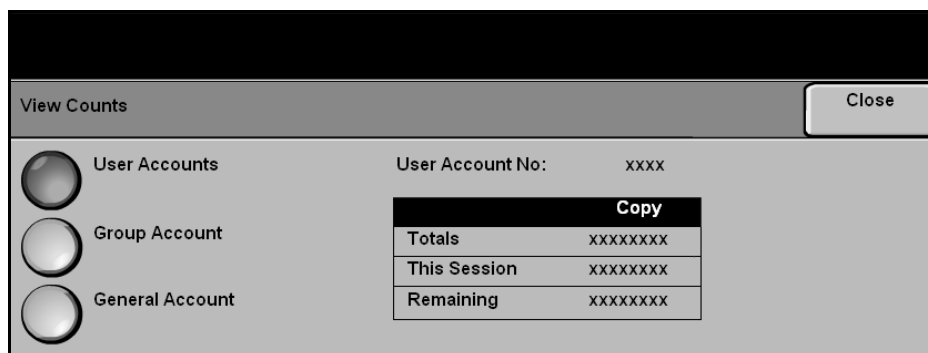 View Counts
Close
User Accounts
User Account No: xxxx
Copy
Group Account
Totals xxxxxxxx
This Session xxxxxxxx
General Account
Remaining xxxxxxxx